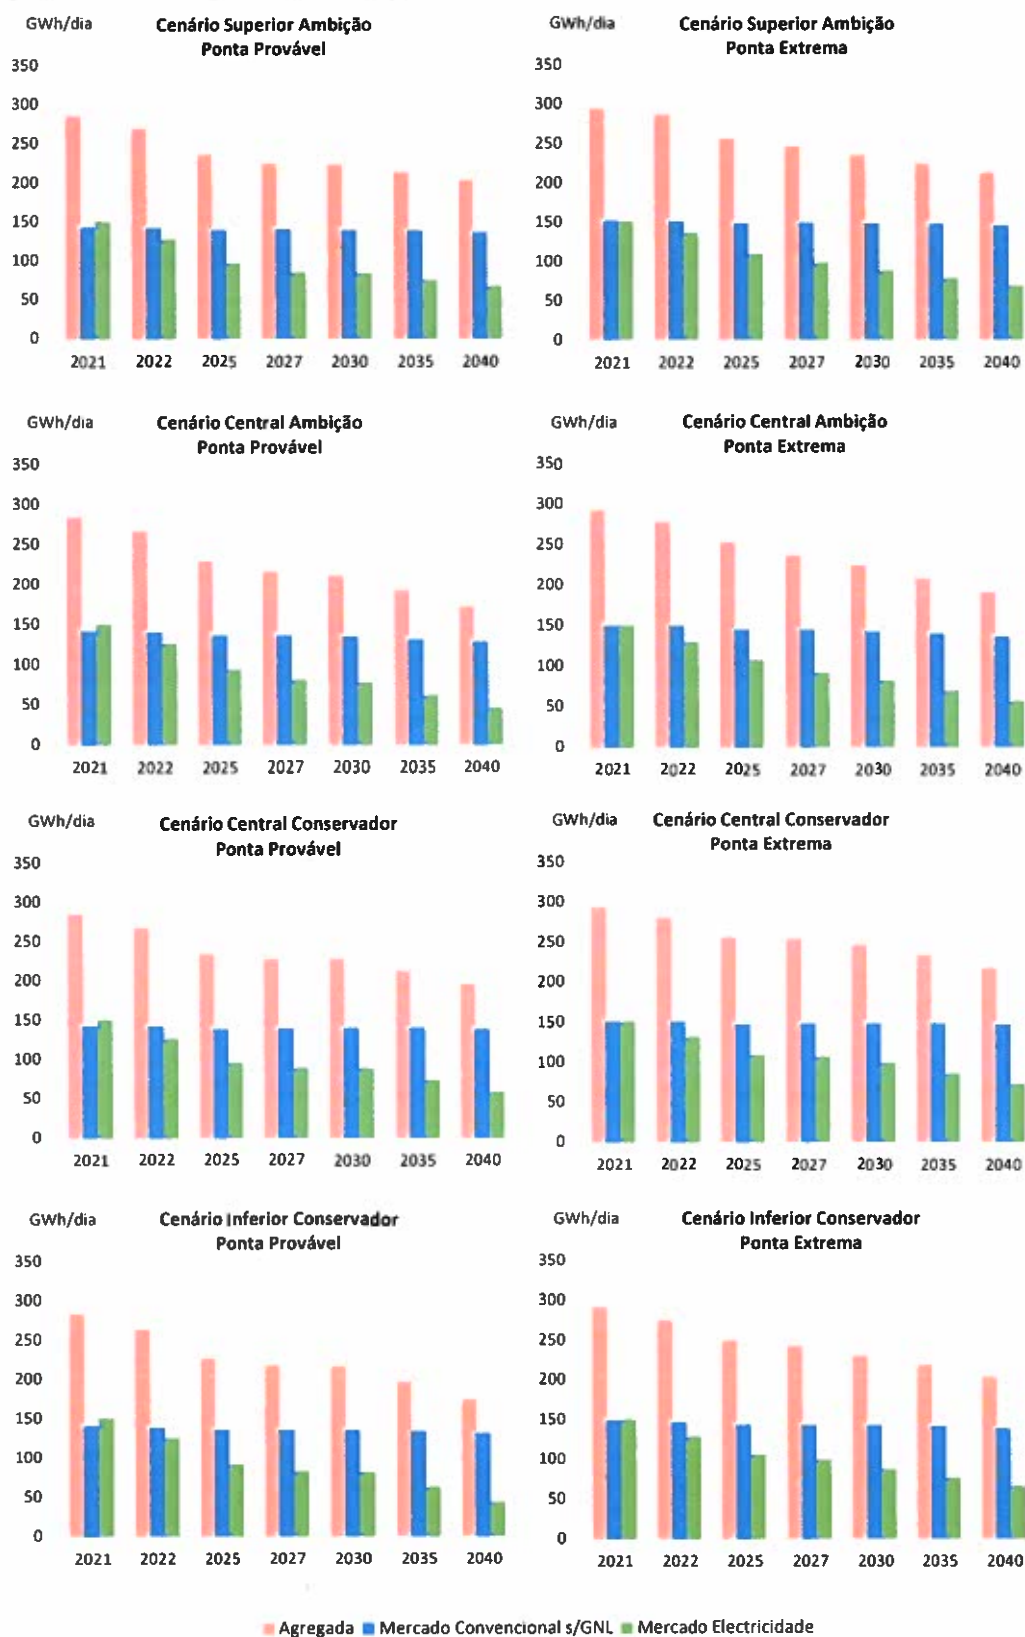 GWh/dia
Cenário Superior Ambição
Ponta Provável
350
300
250
200
150
100
50
0
2021 2022 2025 2027 2030 2035 2040
GWh/dia
Cenário Superior Ambição
Ponta Extrema
350
300
250
200
150
100
50
0
2021 2022 2025 2027 2030 2035 2040
GWh/dia
Cenário Central Ambição
Ponta Provável
350
300
250
200
150
100
50
0
2021 2022 2025 2027 2030 2035 2040
GWh/dia
Cenário Central Ambição
Ponta Extrema
350
300
250
200
150
100
50
0
2021 2022 2025 2027 2030 2035 2040
GWh/dia
Cenário Central Conservador
Ponta Provável
350
300
250
200
150
100
50
0
2021 2022 2025 2027 2030 2035 2040
GWh/dia
Cenário Central Conservador
Ponta Extrema
350
300
250
200
150
100
50
0
2021 2022 2025 2027 2030 2035 2040
GWh/dia
Cenário Inferior Conservador
Ponta Provável
350
300
250
200
150
100
50
0
2021 2022 2025 2027 2030 2035 2040
GWh/dia
Cenário Inferior Conservador
Ponta Extrema
350
300
250
200
150
100
50
0
2021 2022 2025 2027 2030 2035 2040
Agregada Mercado Convencional s/GNL Mercado Electricidade